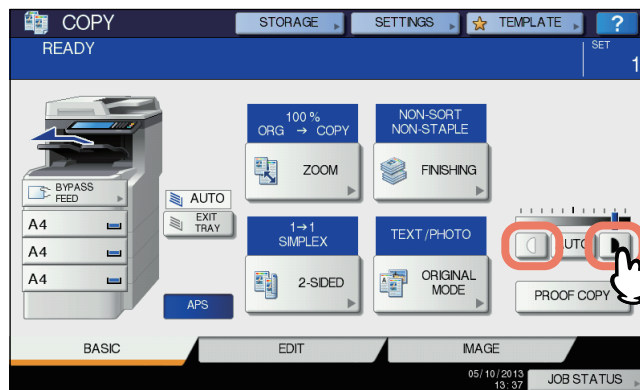 COPY
STORAGE
SETTINGS
TEMPLATE
?
READY
SET
1
100 %
ORG → COPY
NON-SORT
NON-STAPLE
ZOOM
FINISHING
BYPASS
FEED
AUTO
EXIT
TRAY
A4
A4
A4
1→1
SIMPLEX
TEXT/PHOTO
AUTO
2-SIDED
ORIGINAL
MODE
PROOF COPY
APS
BASIC
EDIT
IMAGE
05/10/2013
13:37
JOB STATUS